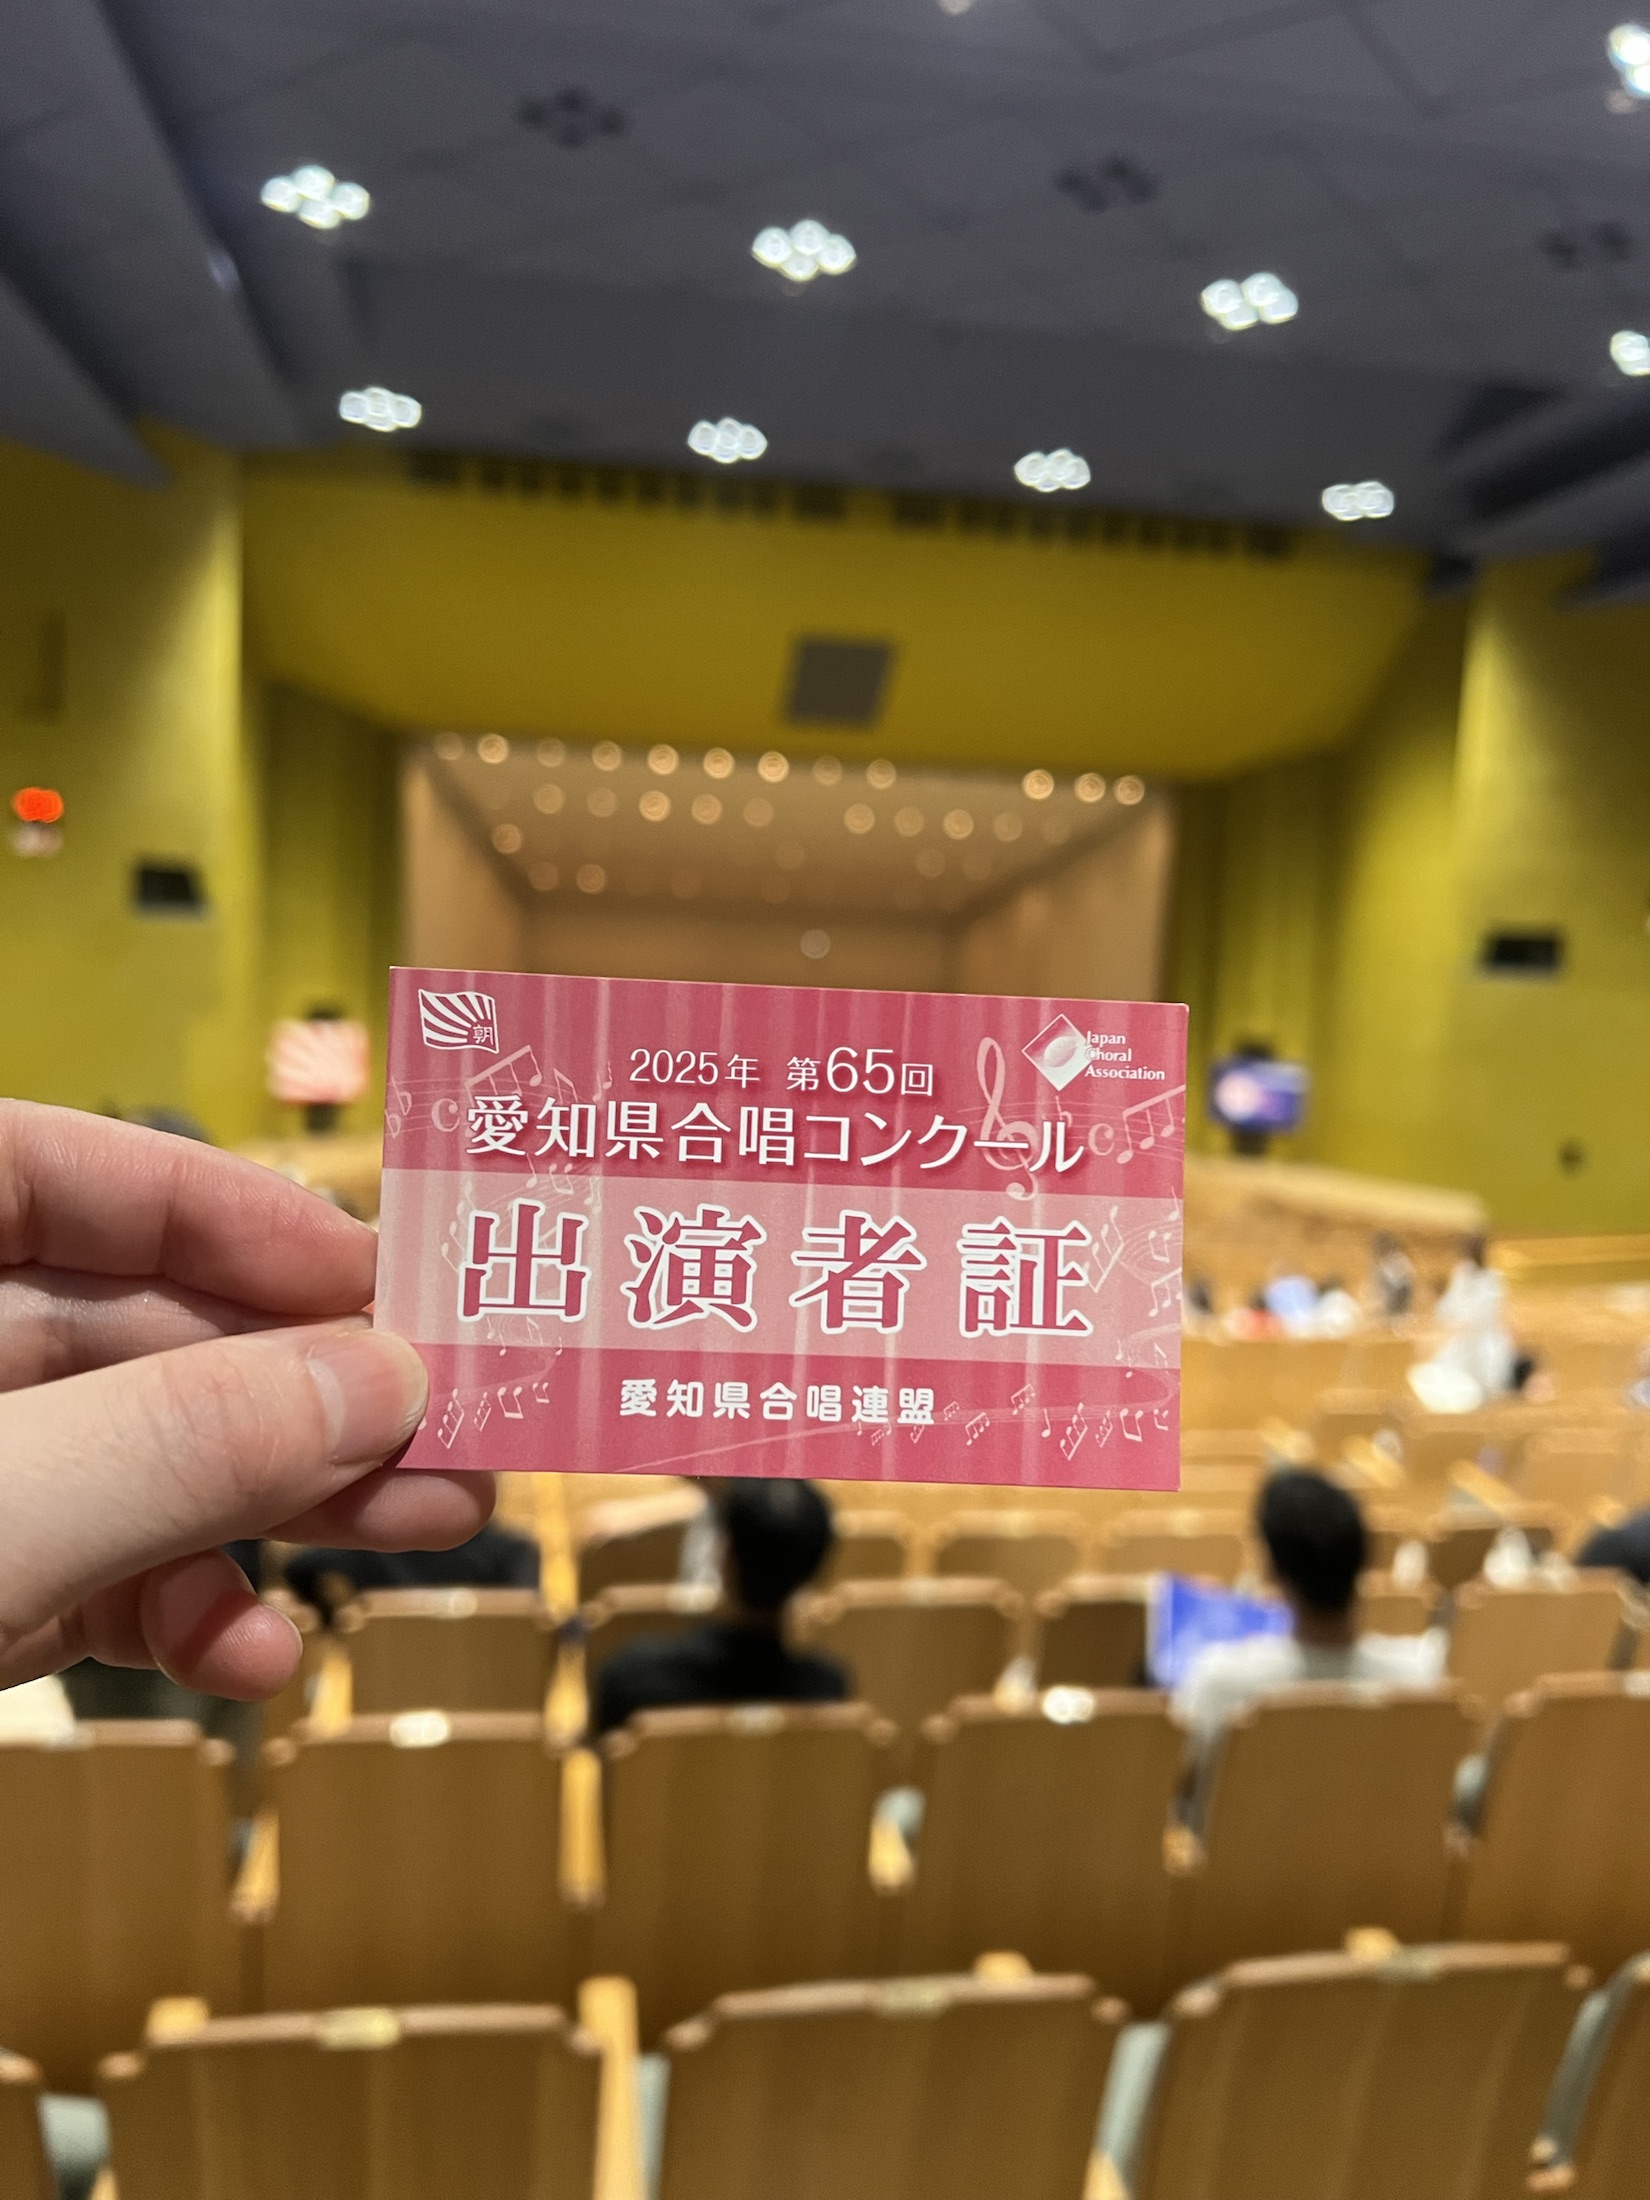 朝
Japan
Choral
Association
2025年 第65回
愛知県合唱コンクール
出演者証
愛知県合唱連盟